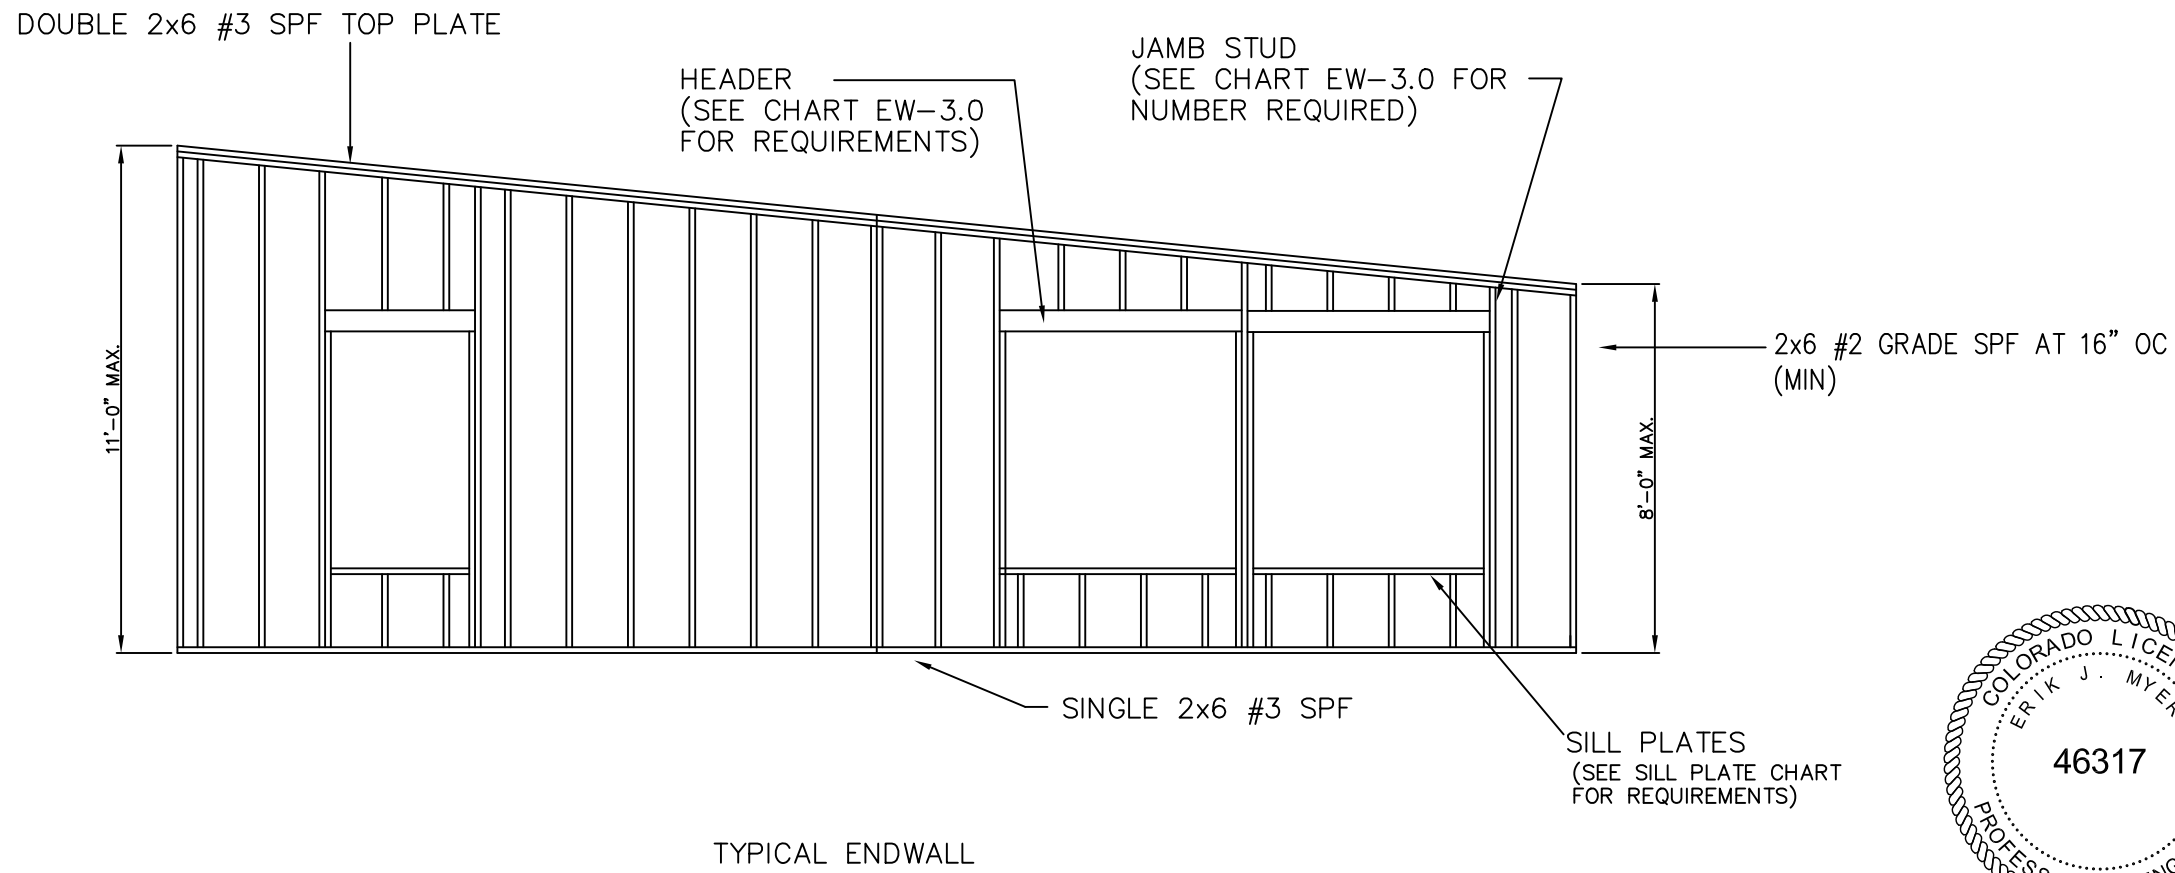 DOUBLE 2x6 #3 SPF TOP PLATE
HEADER
(SEE CHART EW-3.0
FOR REQUIREMENTS)
JAMB STUD
(SEE CHART EW-3.0 FOR
NUMBER REQUIRED)
11'-0" MAX.
8'-0" MAX.
2x6 #2 GRADE SPF AT 16" OC
(MIN)
SINGLE 2x6 #3 SPF
SILL PLATES
(SEE SILL PLATE CHART
FOR REQUIREMENTS)
TYPICAL ENDWALL
COLORADO
ERIK J.
46317